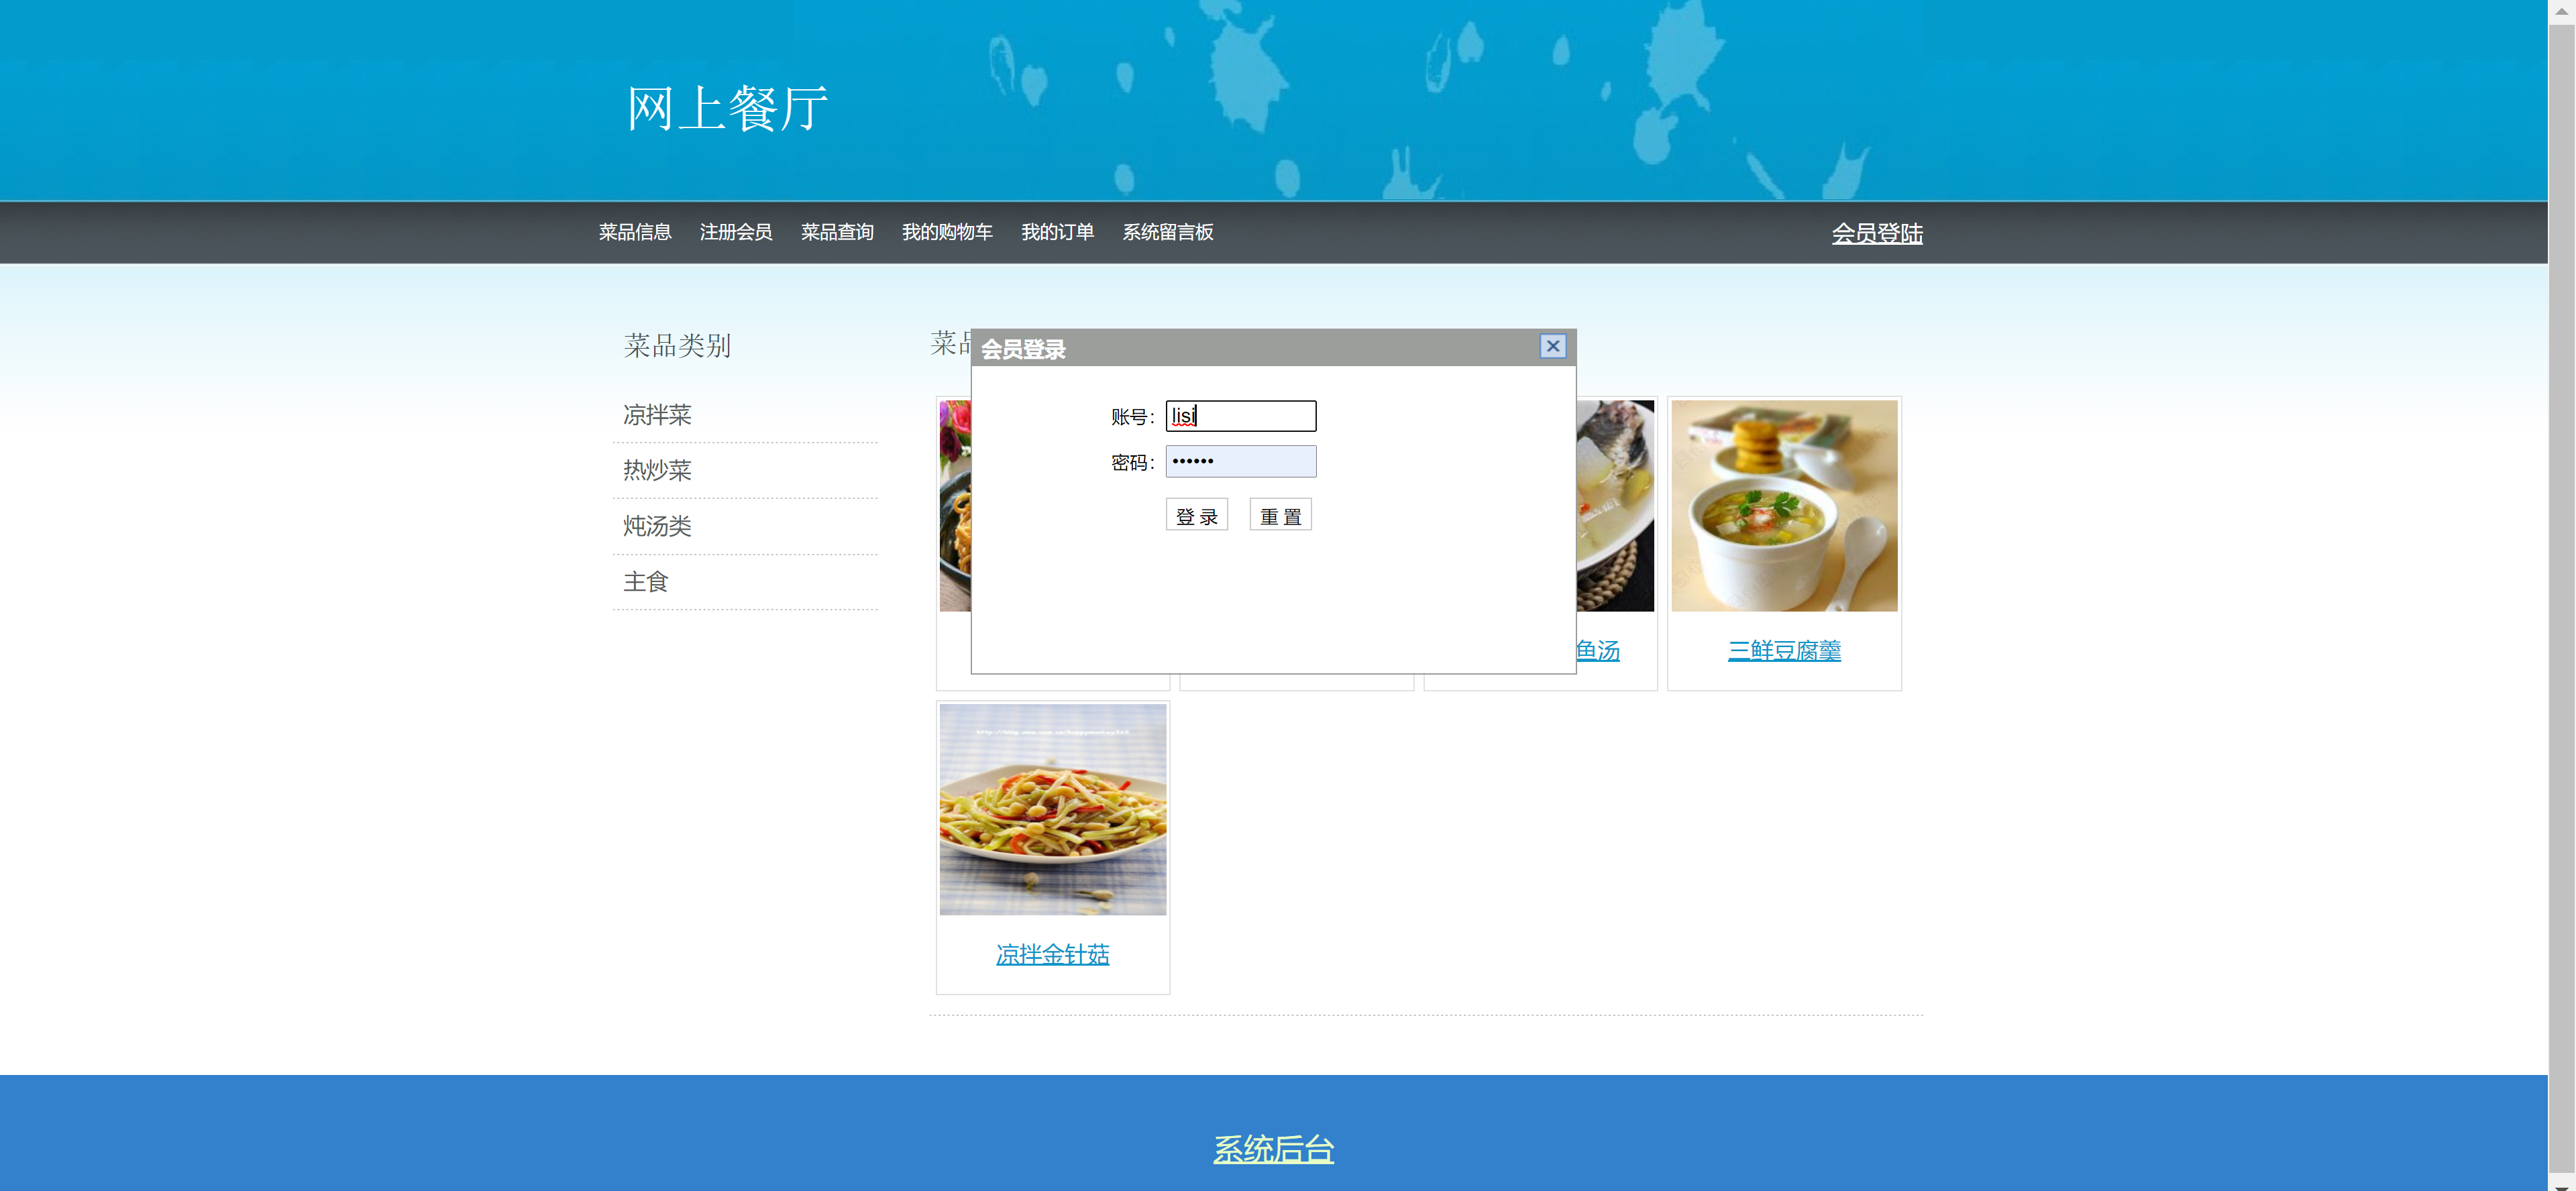 网上餐厅
菜品信息 注册会员 菜品查询 我的购物车 我的订单 系统留言板 会员登陆
菜品类别
凉拌菜
热炒菜
炖汤类
主食
菜品
会员登录
账号： lisi
密码： ••••••
登 录 重 置
鱼汤 三鲜豆腐羹
凉拌金针菇
系统后台